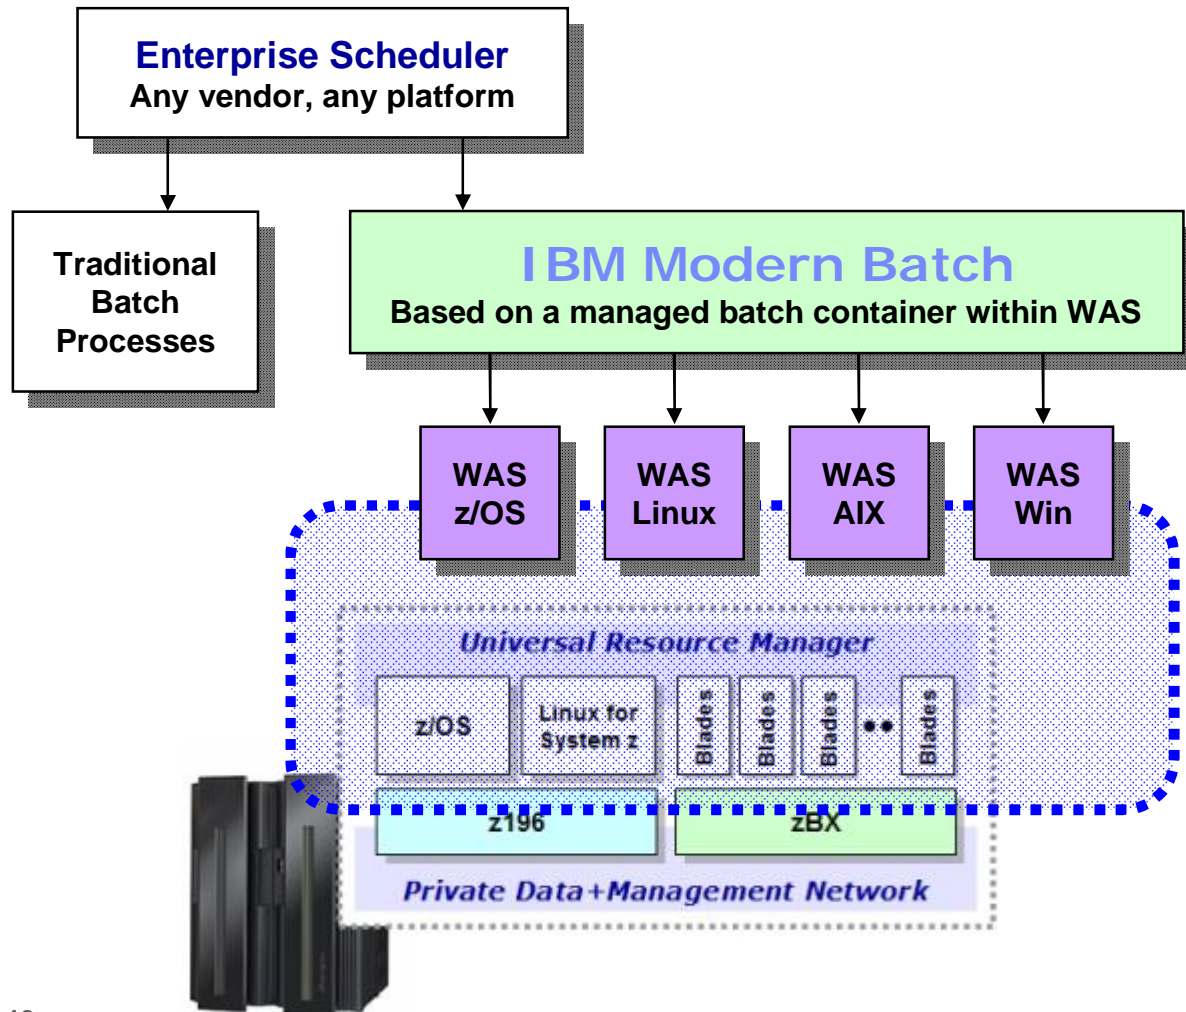 Enterprise Scheduler
Any vendor, any platform
Traditional
Batch
Processes
IBM Modern Batch
Based on a managed batch container within WAS
WAS
z/OS
WAS
Linux
WAS
AIX
WAS
Win
Universal Resource Manager
z/OS
Linux for
System z
Blades
Blades
Blades
Blades
z196
zBX
Private Data+Management Network